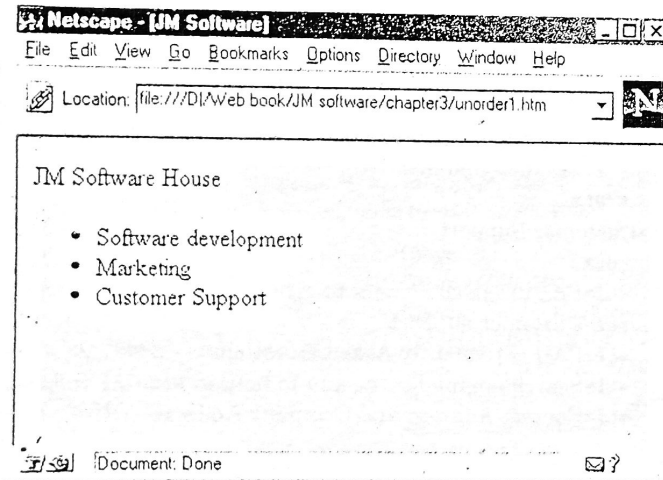 Netscape - [JM Software]
File Edit View Go Bookmarks Options Directory Window Help
Location: file:///D|/Web book/JM software/chapter3/unorder1.htm
N
JM Software House
• Software development
• Marketing
• Customer Support
Document: Done
?